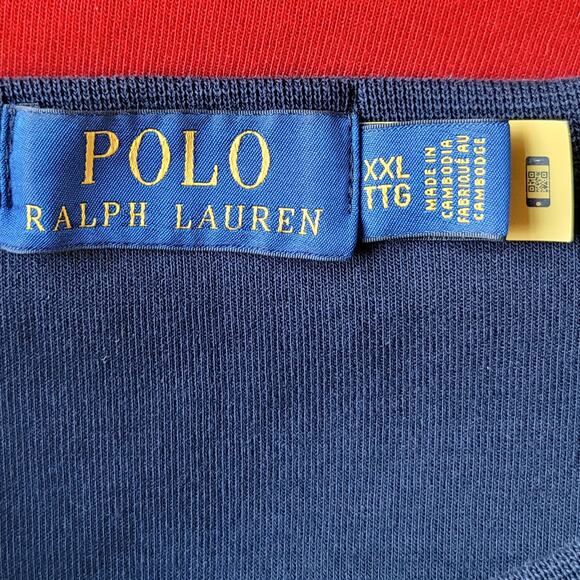 POLO
RALPH LAUREN
XXL
TTG
MADE IN
CAMBODIA
FABRIQUÉ AU
CAMBODGE